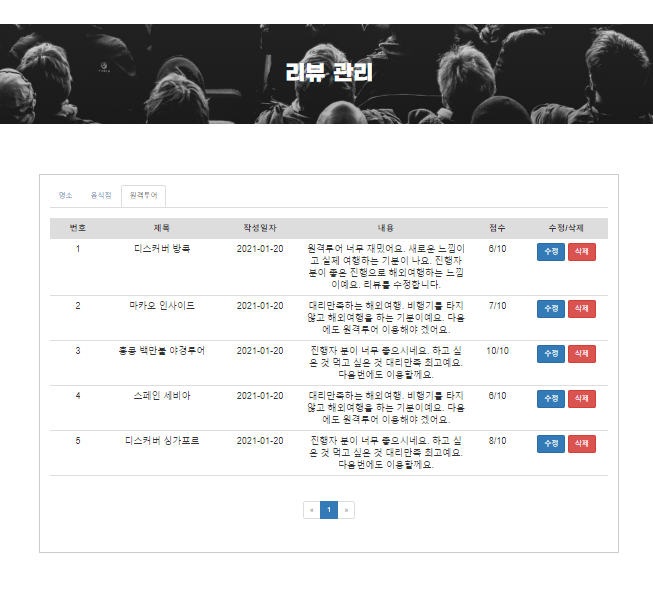 리뷰 관리
명소 음식점 원격투어
번호 제목 작성일자 내용 점수 수정/삭제
1 디스커버 방콕 2021-01-20 원격투어 너무 재밌어요. 새로운 느낌이 6/10 수정 삭제
고 실제 여행하는 기분이 나요. 진행자
분이 좋은 진행으로 해외여행하는 느낌
이예요. 리뷰를 수정합니다.
2 마카오 인사이드 2021-01-20 대리만족하는 해외여행. 비행기를 타지 7/10 수정 삭제
않고 해외여행을 하는 기분이예요. 다음
에도 원격투어 이용해야 겠어요.
3 홍콩 백만불 야경투어 2021-01-20 진행자 분이 너무 좋으시네요. 하고 싶 10/10 수정 삭제
은 것 먹고 싶은 것 대리만족 최고예요.
다음번에도 이용할께요.
4 스페인 세비아 2021-01-20 대리만족하는 해외여행. 비행기를 타지 6/10 수정 삭제
않고 해외여행을 하는 기분이예요. 다음
에도 원격투어 이용해야 겠어요.
5 디스커버 싱가포르 2021-01-20 진행자 분이 너무 좋으시네요. 하고 싶 8/10 수정 삭제
은 것 먹고 싶은 것 대리만족 최고예요.
다음번에도 이용할께요.
« 1 »